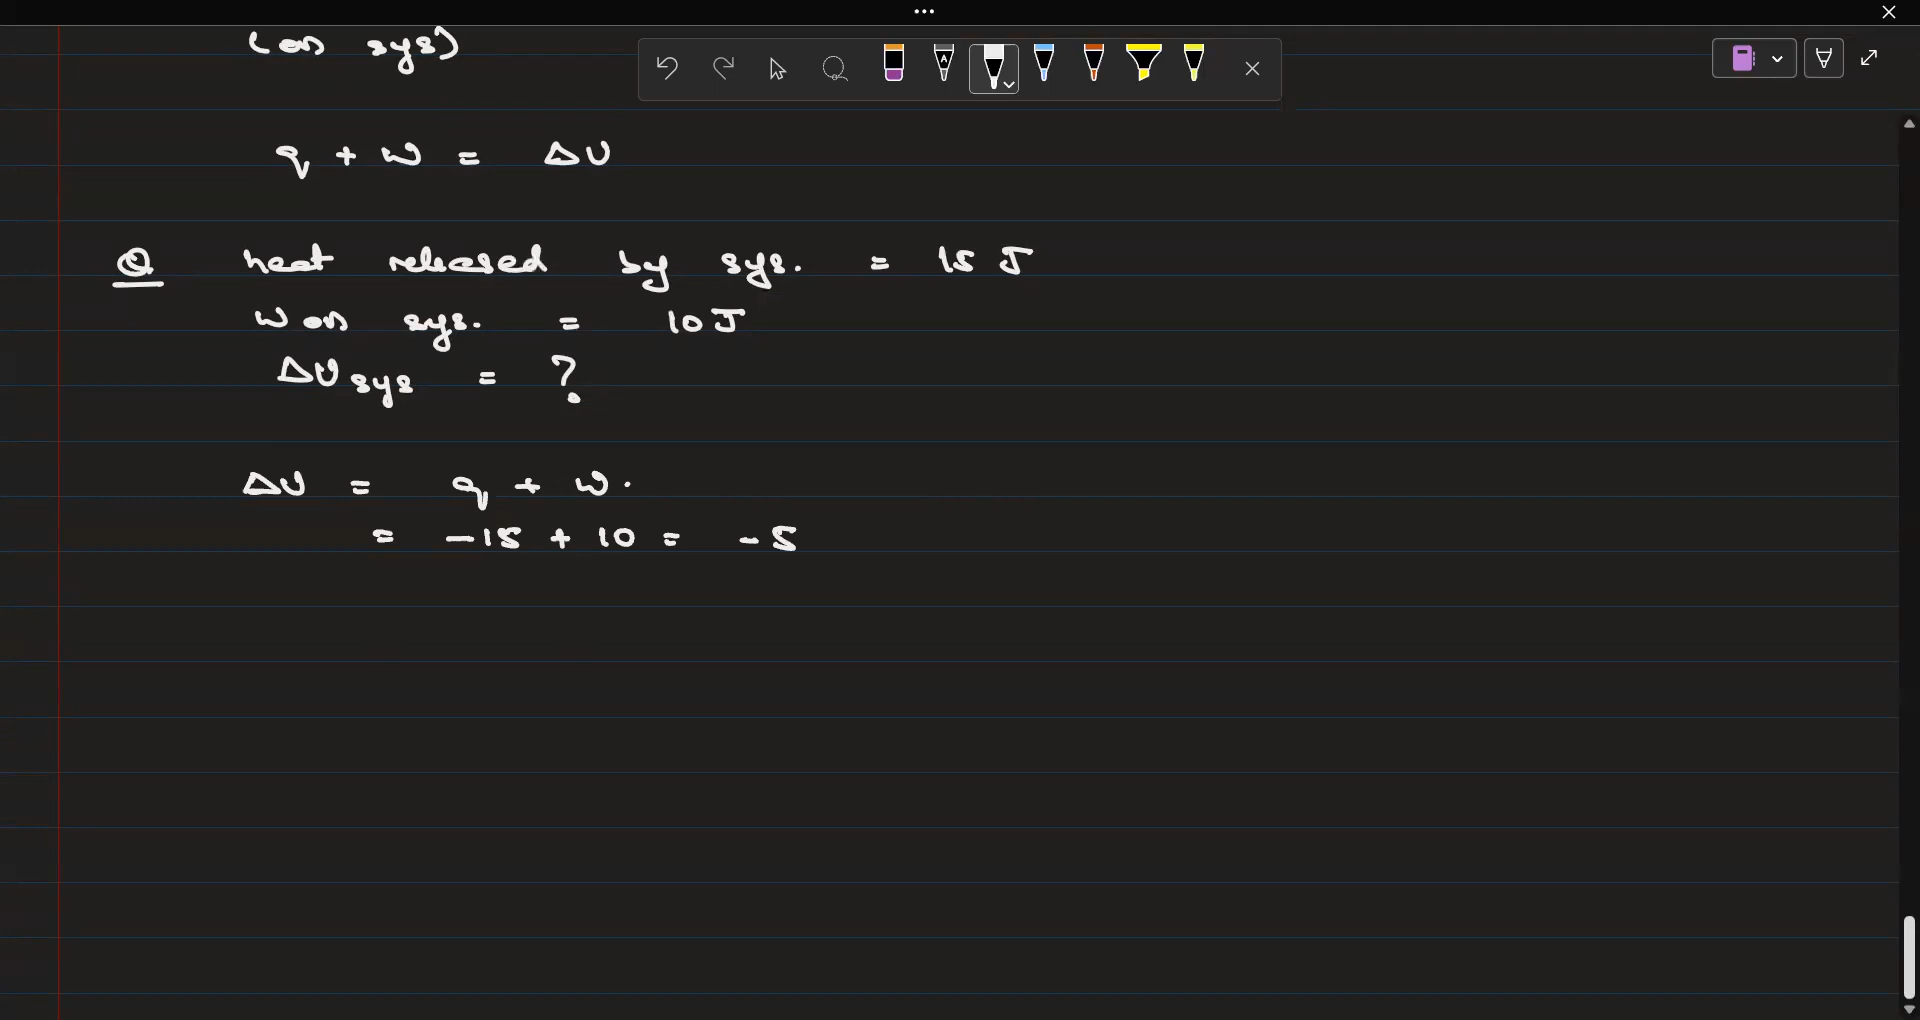 (on sys)
q + w = ΔU
Q heat released by sys. = 15 J
w on sys. = 10 J
ΔU sys = ?
ΔU = q + w.
= -15 + 10 = -5